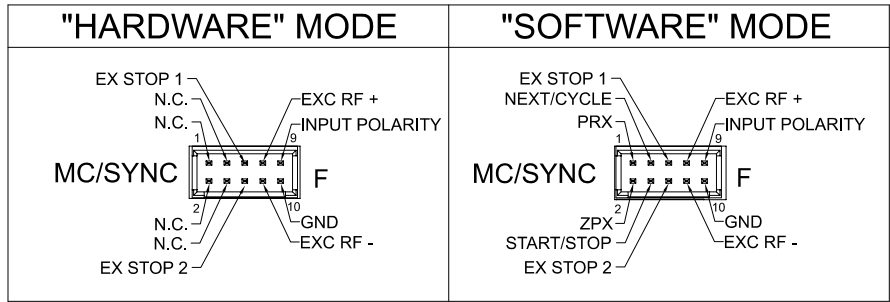 "HARDWARE" MODE
"SOFTWARE" MODE
EX STOP 1
N.C.
N.C.
EXC RF +
INPUT POLARITY
1
9
MC/SYNC
F
2
10
N.C.
N.C.
EX STOP 2
GND
EXC RF -
EX STOP 1
NEXT/CYCLE
PRX
EXC RF +
INPUT POLARITY
1
9
MC/SYNC
F
2
10
ZPX
START/STOP
EX STOP 2
GND
EXC RF -